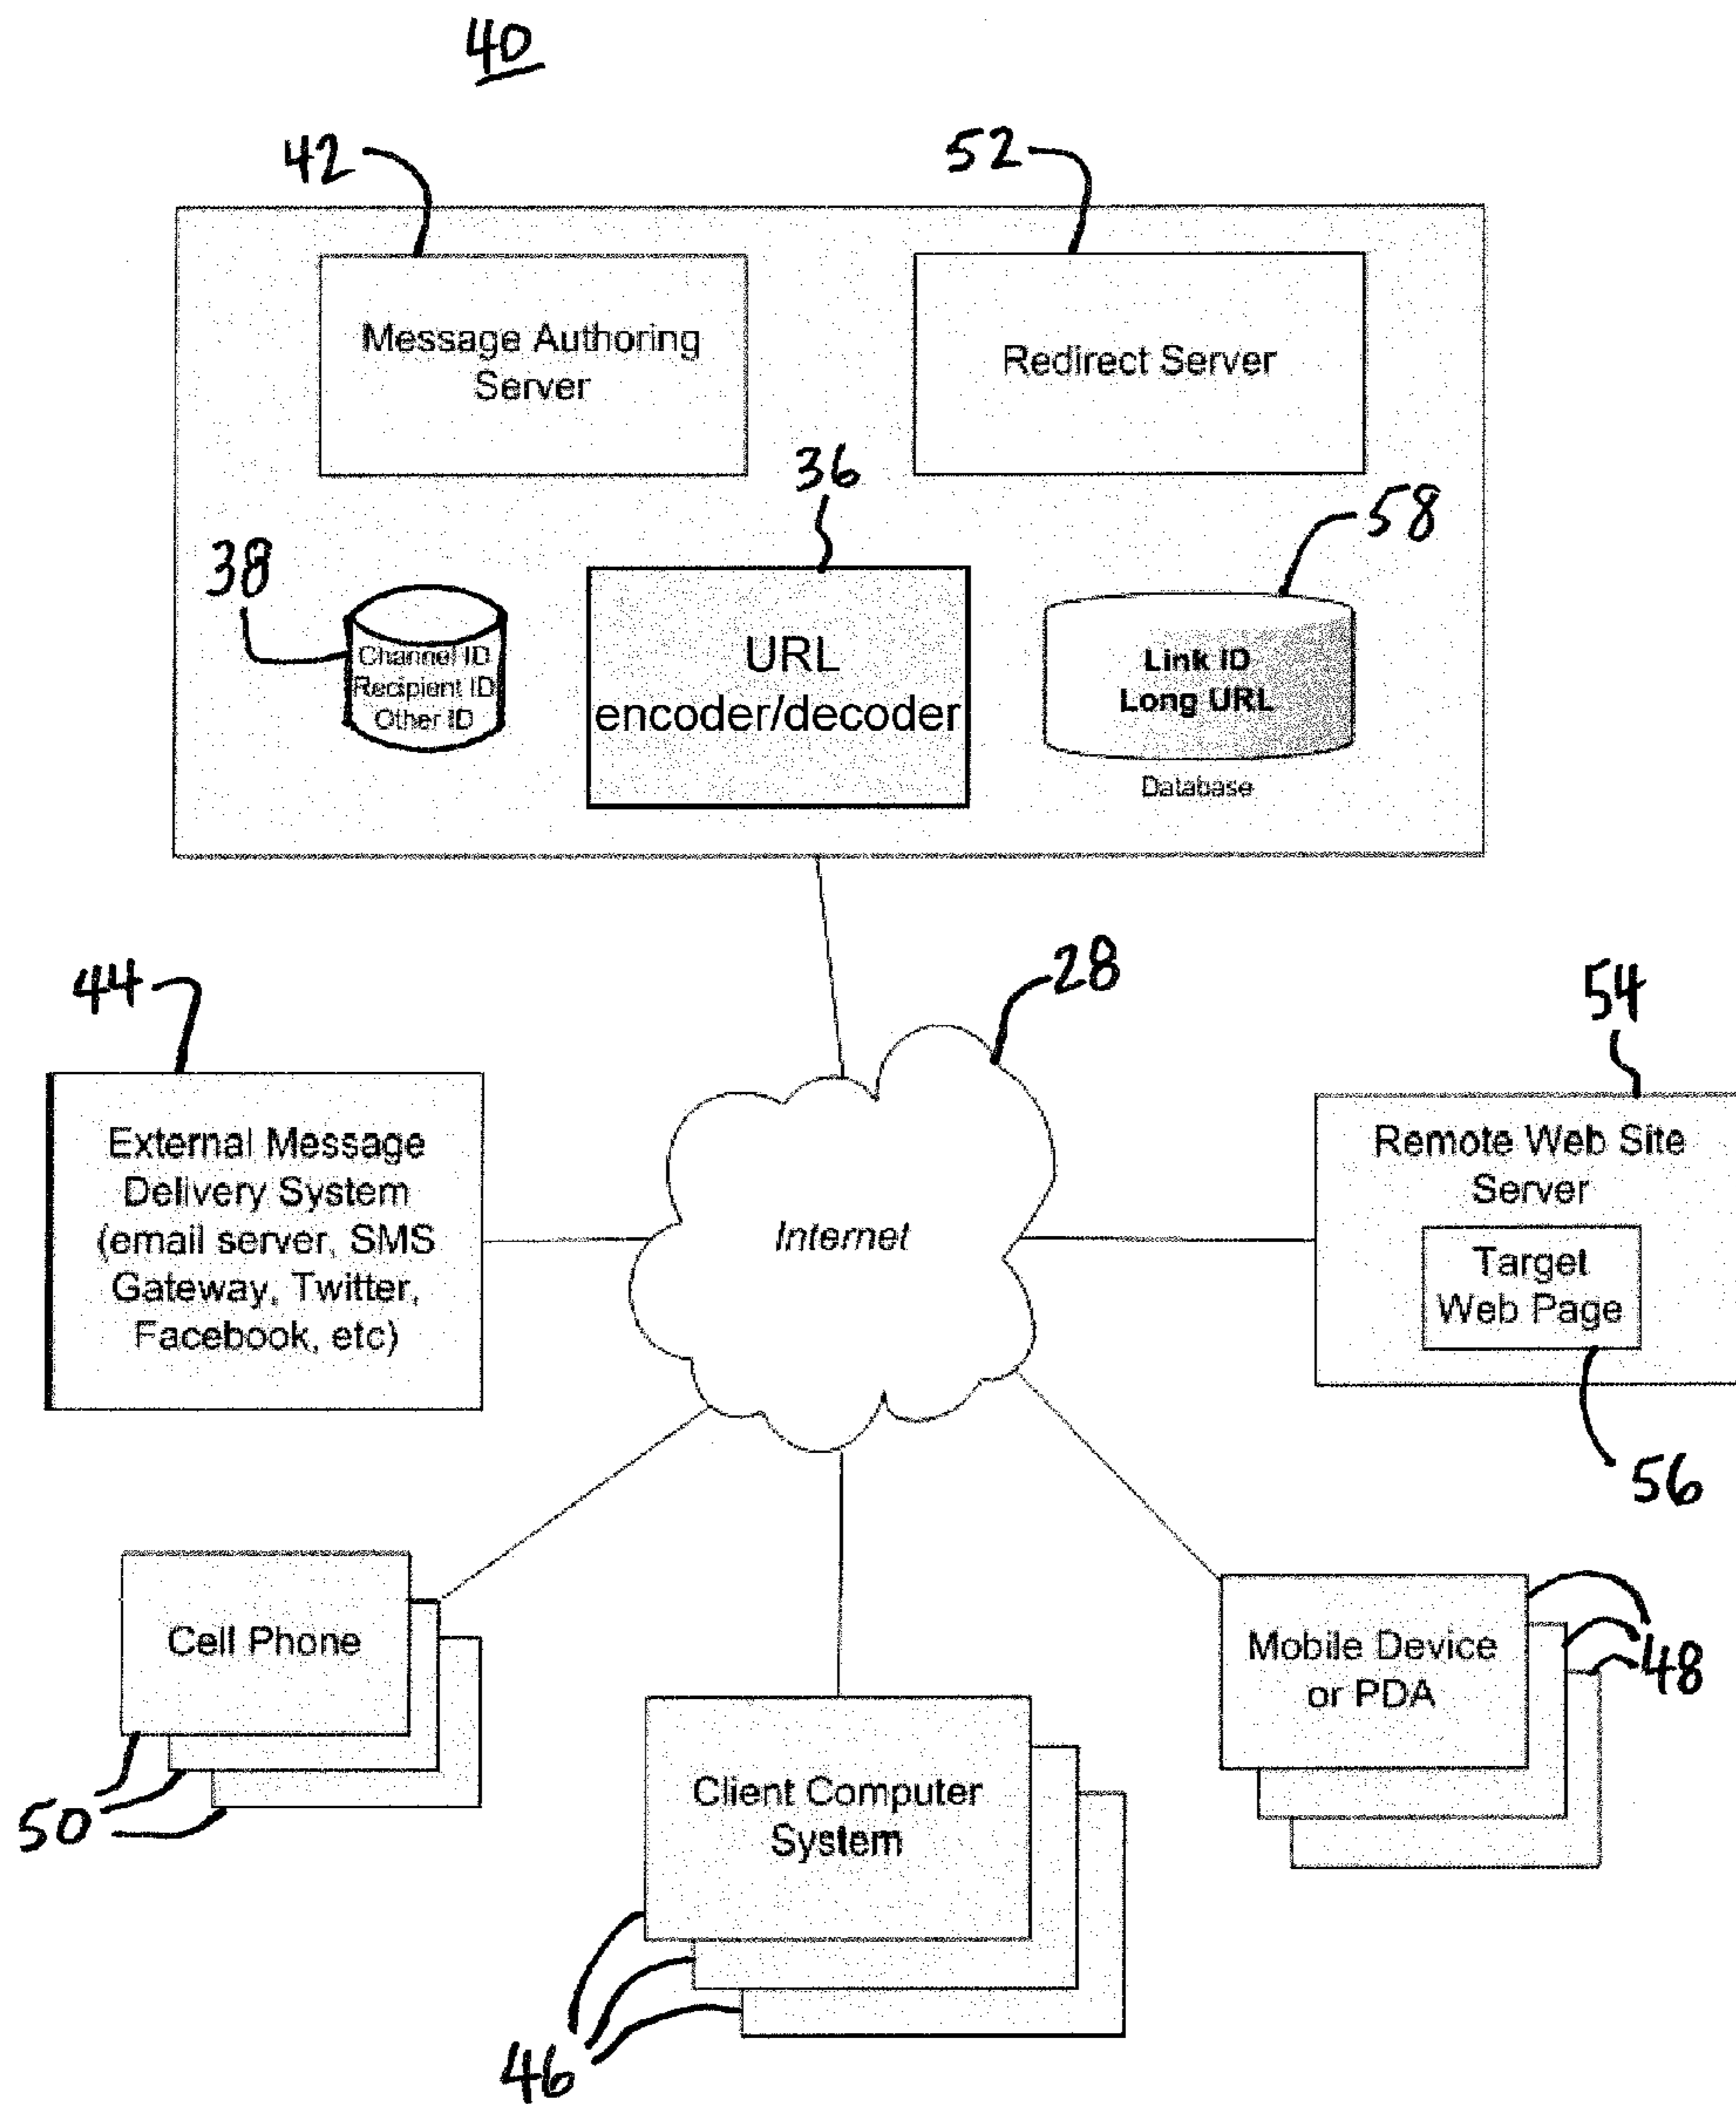 40
42
52
Message Authoring
Server
Redirect Server
36
58
38
Channel ID
Recipient ID
Other ID
URL
encoder/decoder
Link ID
Long URL
Database
44
28
54
External Message
Delivery System
(email server, SMS
Gateway, Twitter,
Facebook, etc)
Internet
Remote Web Site
Server
Target
Web Page
56
Cell Phone
50
Client Computer
System
46
Mobile Device
or PDA
48